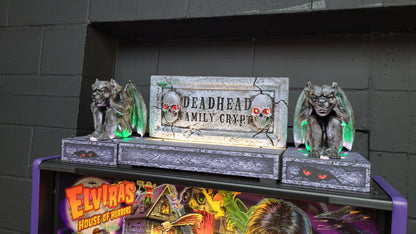 DEADHEAD
FAMILY CRYPT
ELVIRA'S
HOUSE OF HORRORS